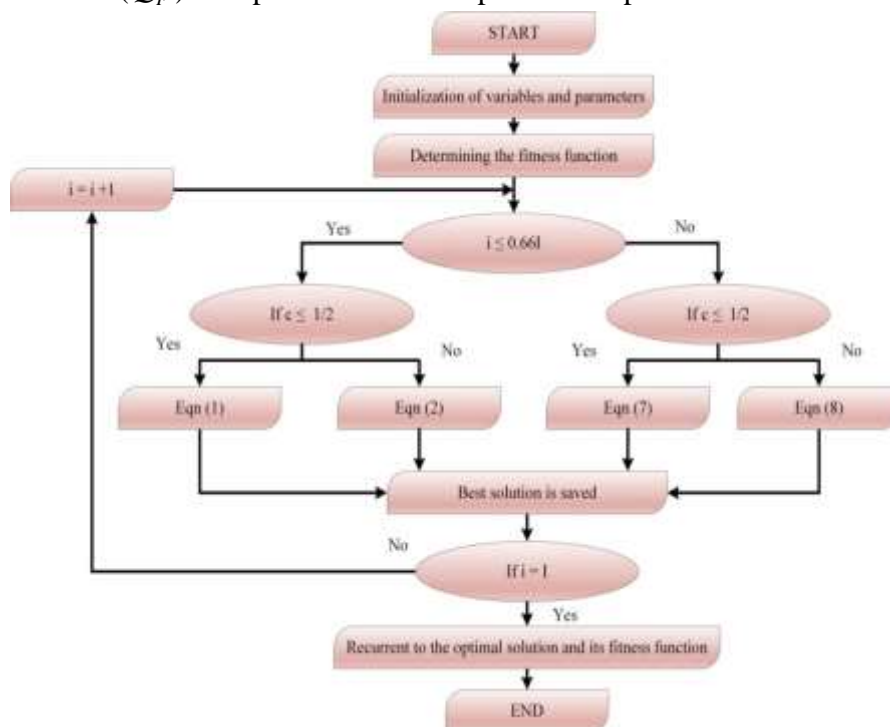 START
Initialization of variables and parameters
Determining the fitness function
i = i +1
Yes
No
i ≤ 0.66I
If c ≤ 1/2
If c ≤ 1/2
Yes
No
Yes
No
Eqn (1)
Eqn (2)
Eqn (7)
Eqn (8)
Best solution is saved
No
If i = I
Yes
Recurrent to the optimal solution and its fitness function
END